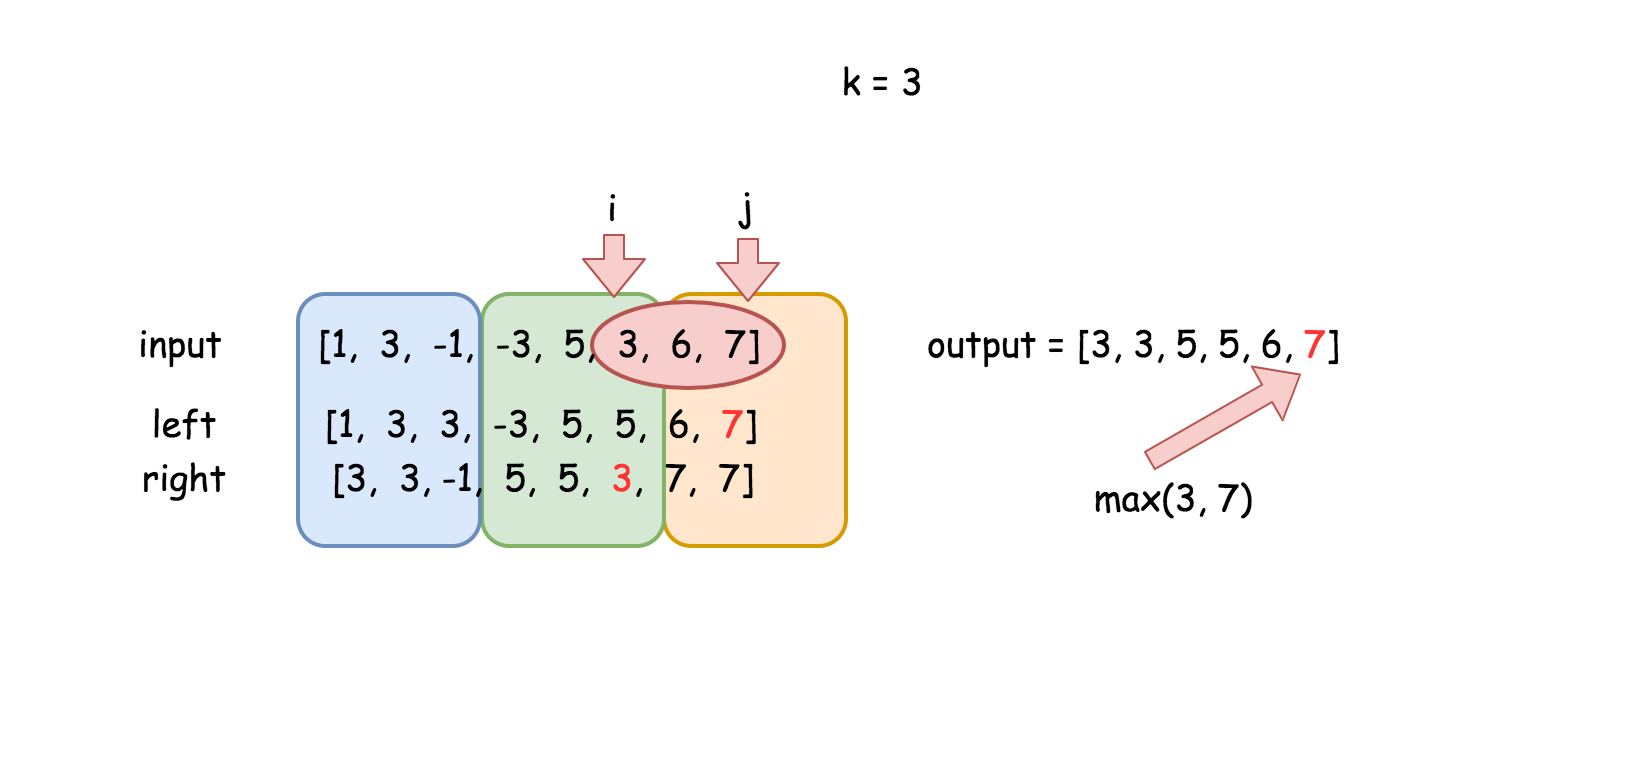 k = 3
i
j
input [1, 3, -1, -3, 5, 3, 6, 7]
output = [3, 3, 5, 5, 6, 7]
left [1, 3, 3, -3, 5, 5, 6, 7]
right [3, 3, -1, 5, 5, 3, 7, 7]
max(3, 7)